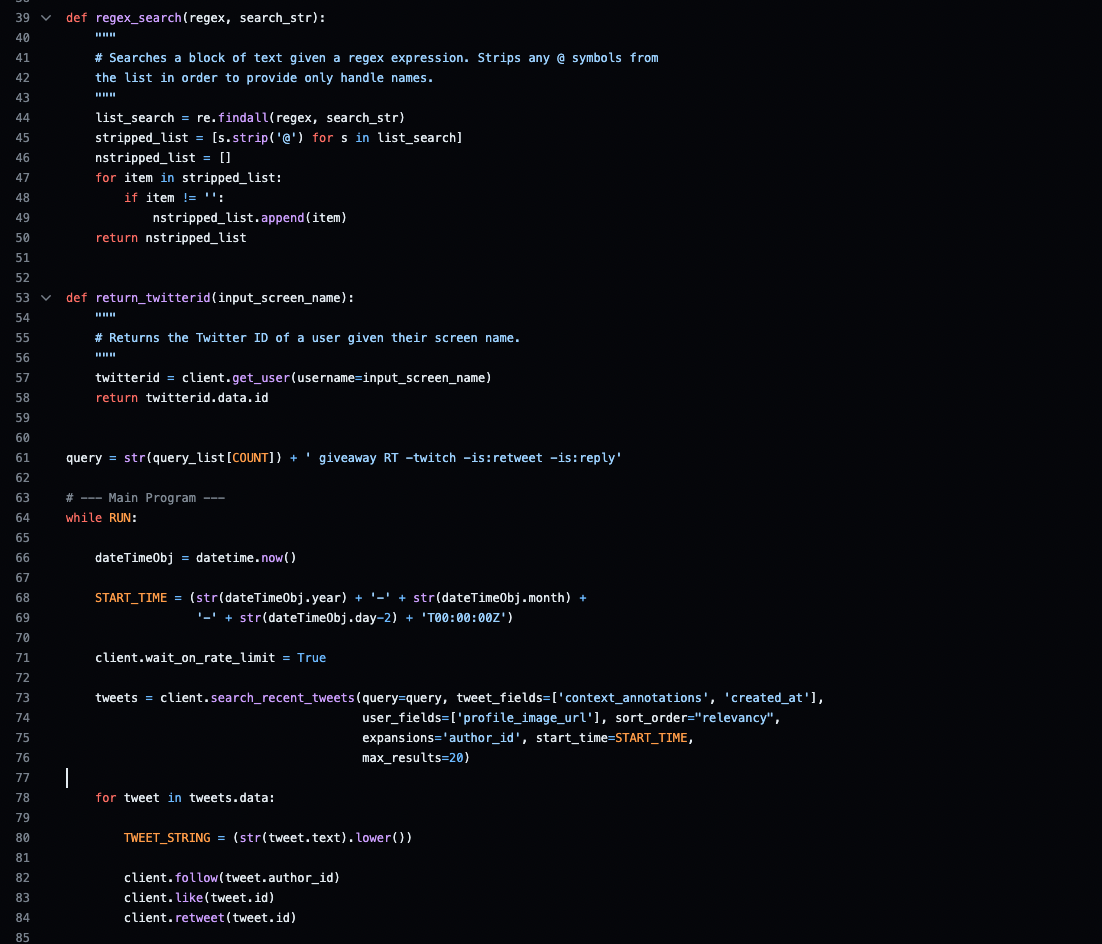 39 def regex_search(regex, search_str):
40 """
41 # Searches a block of text given a regex expression. Strips any @ symbols from
42 the list in order to provide only handle names.
43 """
44 list_search = re.findall(regex, search_str)
45 stripped_list = [s.strip('@') for s in list_search]
46 nstripped_list = []
47 for item in stripped_list:
48 if item != '':
49 nstripped_list.append(item)
50 return nstripped_list
51
52
53 def return_twitterid(input_screen_name):
54 """
55 # Returns the Twitter ID of a user given their screen name.
56 """
57 twitterid = client.get_user(username=input_screen_name)
58 return twitterid.data.id
59
60
61 query = str(query_list[COUNT]) + ' giveaway RT -twitch -is:retweet -is:reply'
62
63 # --- Main Program ---
64 while RUN:
65
66 dateTimeObj = datetime.now()
67
68 START_TIME = (str(dateTimeObj.year) + '-' + str(dateTimeObj.month) +
69 '-' + str(dateTimeObj.day-2) + 'T00:00:00Z')
70
71 client.wait_on_rate_limit = True
72
73 tweets = client.search_recent_tweets(query=query, tweet_fields=['context_annotations', 'created_at'],
74 user_fields=['profile_image_url'], sort_order="relevancy",
75 expansions='author_id', start_time=START_TIME,
76 max_results=20)
77
78 for tweet in tweets.data:
79
80 TWEET_STRING = (str(tweet.text).lower())
81
82 client.follow(tweet.author_id)
83 client.like(tweet.id)
84 client.retweet(tweet.id)
85